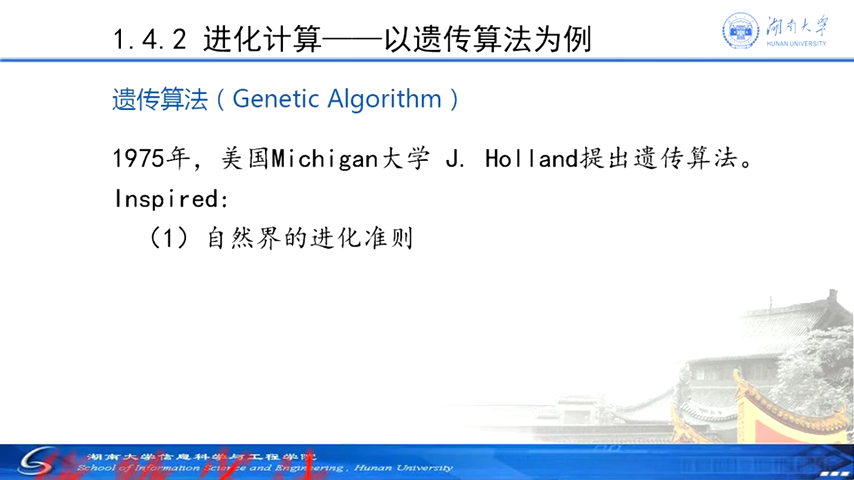 1.4.2 进化计算——以遗传算法为例
湖南大学
HUNAN UNIVERSITY
遗传算法（Genetic Algorithm）
1975年，美国Michigan大学 J. Holland提出遗传算法。
Inspired:
（1）自然界的进化准则
湖南大学信息科学与工程学院
School of Information Science and Engineering, Hunan University